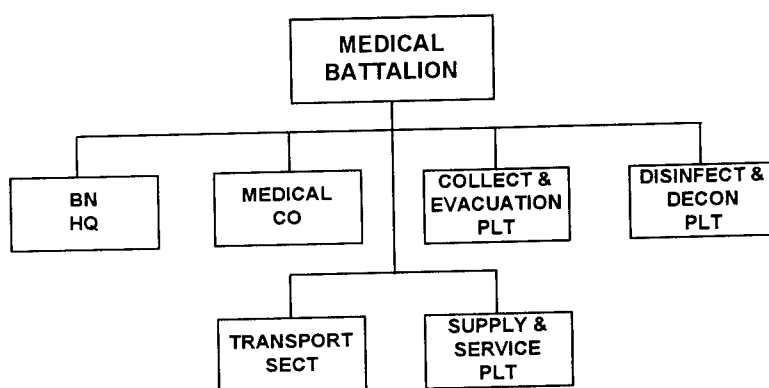 MEDICAL
BATTALION
BN
HQ
MEDICAL
CO
COLLECT &
EVACUATION
PLT
DISINFECT &
DECON
PLT
TRANSPORT
SECT
SUPPLY &
SERVICE
PLT